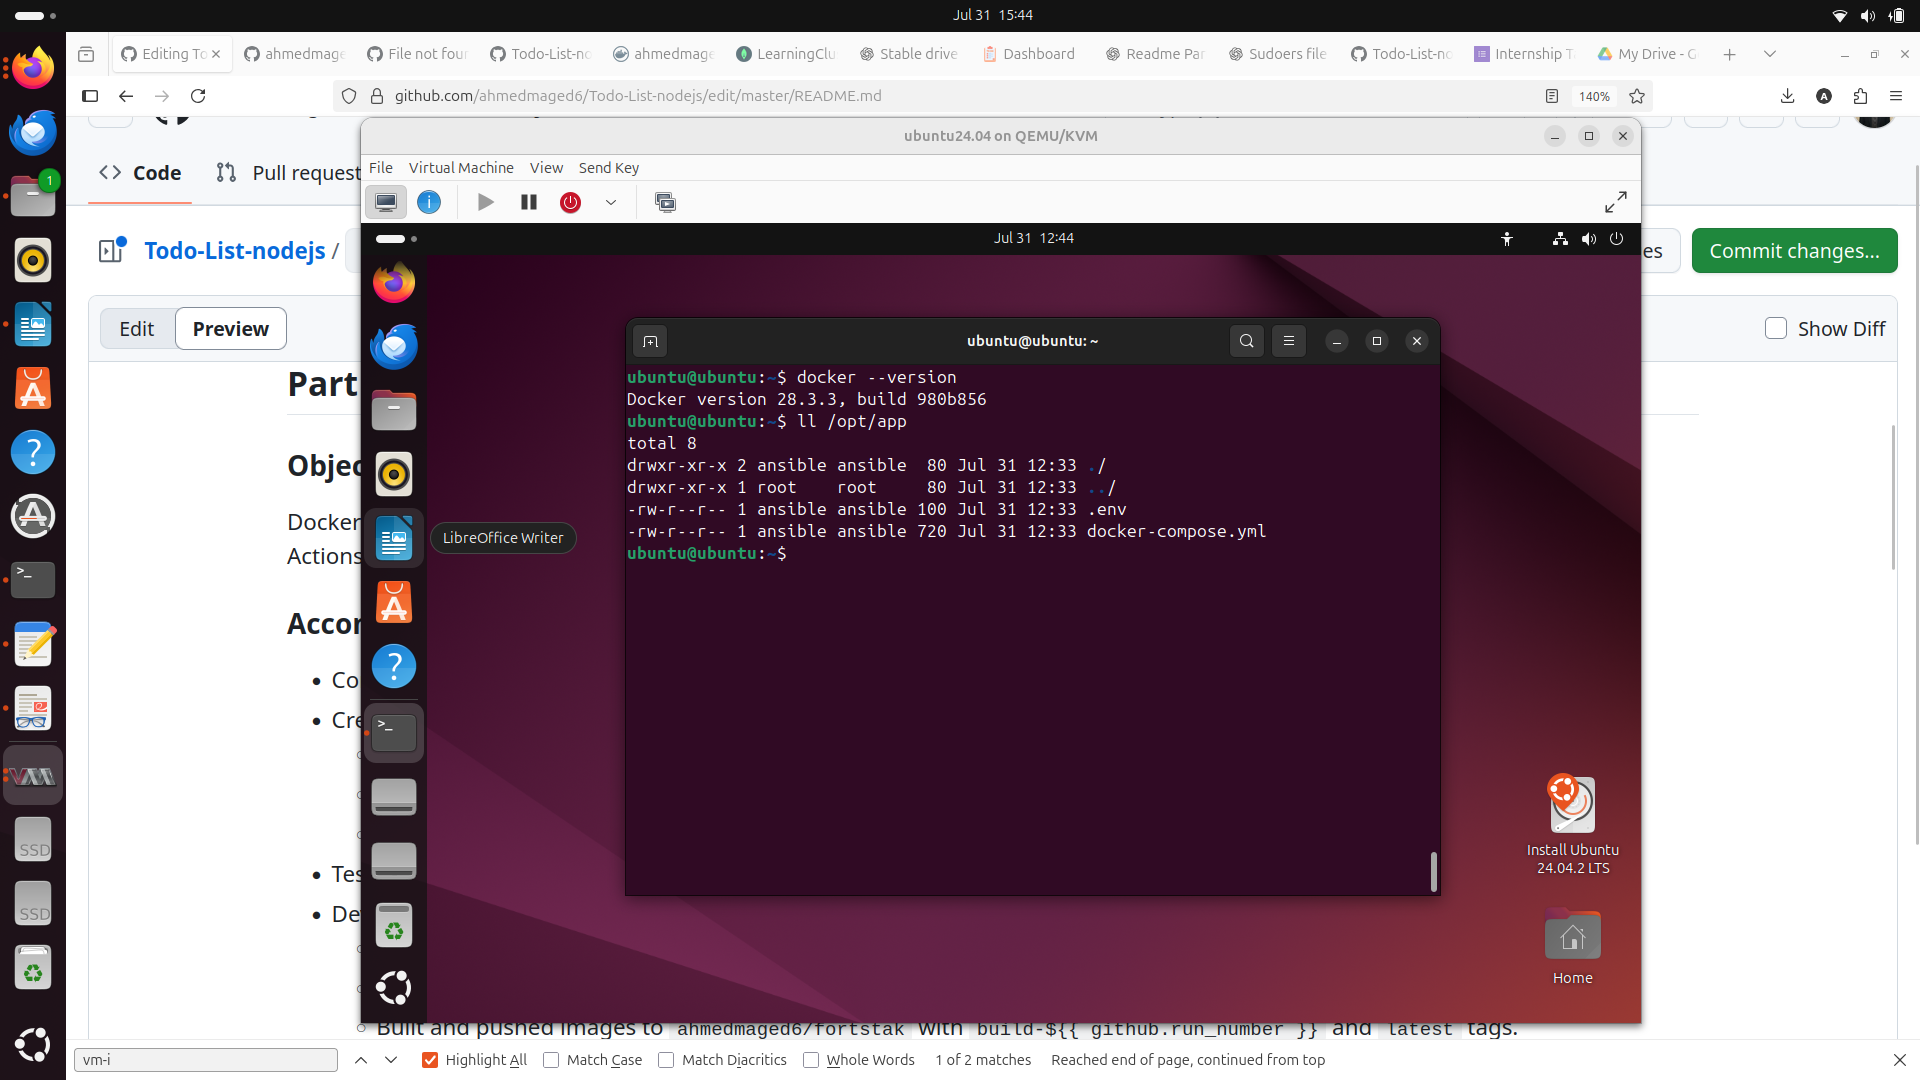 Jul 31 15:44
Editing To
ahmedmage
File not four
Todo-List-no
ahmedmage
LearningClu
Stable drive
Dashboard
Readme Par
Sudoers file
Todo-List-no
Internship T
My Drive - G
github.com/ahmedmaged6/Todo-List-nodejs/edit/master/README.md
140%
A
1
Code
Pull request
Todo-List-nodejs /
es
Commit changes...
Edit
Preview
Show Diff
Part
Objec
Docker
Actions
Accor
Co
Cre
Tes
De
ubuntu24.04 on QEMU/KVM
File
Virtual Machine
View
Send Key
Jul 31 12:44
LibreOffice Writer
ubuntu@ubuntu: ~
ubuntu@ubuntu:~$ docker --version
Docker version 28.3.3, build 980b856
ubuntu@ubuntu:~$ ll /opt/app
total 8
drwxr-xr-x 2 ansible ansible  80 Jul 31 12:33 ./
drwxr-xr-x 1 root    root     80 Jul 31 12:33 ../
-rw-r--r-- 1 ansible ansible 100 Jul 31 12:33 .env
-rw-r--r-- 1 ansible ansible 720 Jul 31 12:33 docker-compose.yml
ubuntu@ubuntu:~$
Install Ubuntu
24.04.2 LTS
Home
SSD
SSD
Built and pushed images to ahmedmaged6/fortstak with build-${{ github.run_number }} and latest tags.
vm-i
Highlight All
Match Case
Match Diacritics
Whole Words
1 of 2 matches
Reached end of page, continued from top